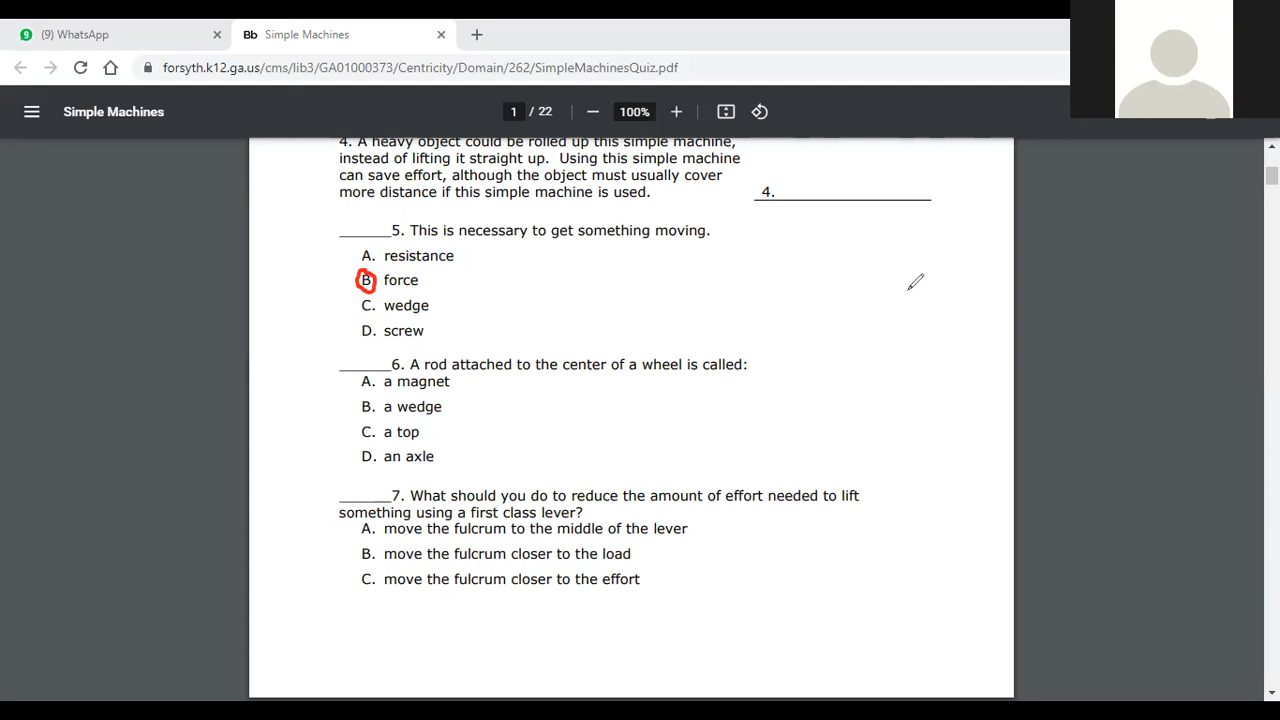 9 (9) WhatsApp
Bb Simple Machines
forsyth.k12.ga.us/cms/lib3/GA01000373/Centricity/Domain/262/SimpleMachinesQuiz.pdf
Simple Machines 1 / 22 100%
4. A heavy object could be rolled up this simple machine,
instead of lifting it straight up. Using this simple machine
can save effort, although the object must usually cover
more distance if this simple machine is used. 4.
______5. This is necessary to get something moving.
A. resistance
B. force
C. wedge
D. screw
______6. A rod attached to the center of a wheel is called:
A. a magnet
B. a wedge
C. a top
D. an axle
______7. What should you do to reduce the amount of effort needed to lift
something using a first class lever?
A. move the fulcrum to the middle of the lever
B. move the fulcrum closer to the load
C. move the fulcrum closer to the effort